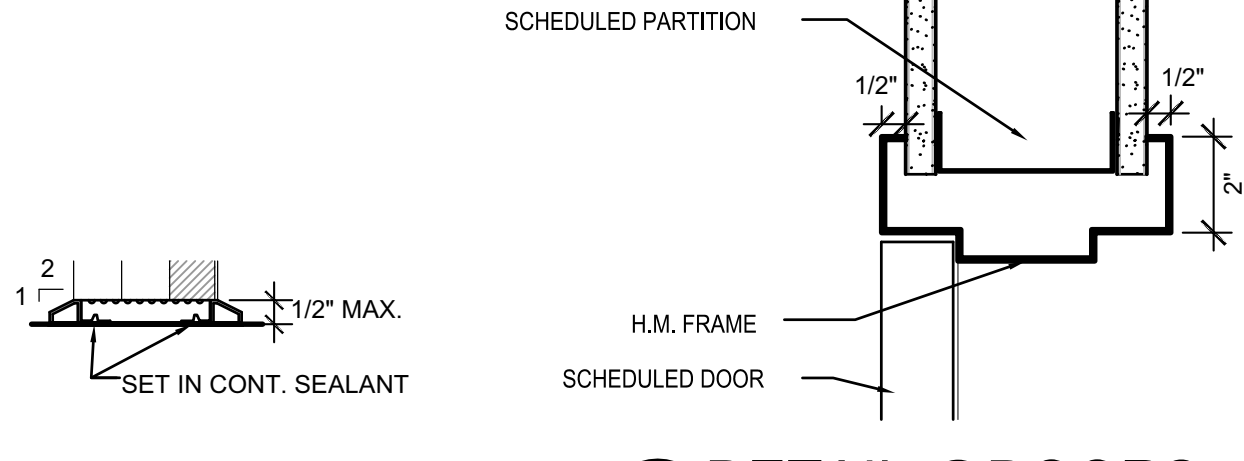 SCHEDULED PARTITION
1/2"
1/2"
2"
2
1
1/2" MAX.
SET IN CONT. SEALANT
H.M. FRAME
SCHEDULED DOOR